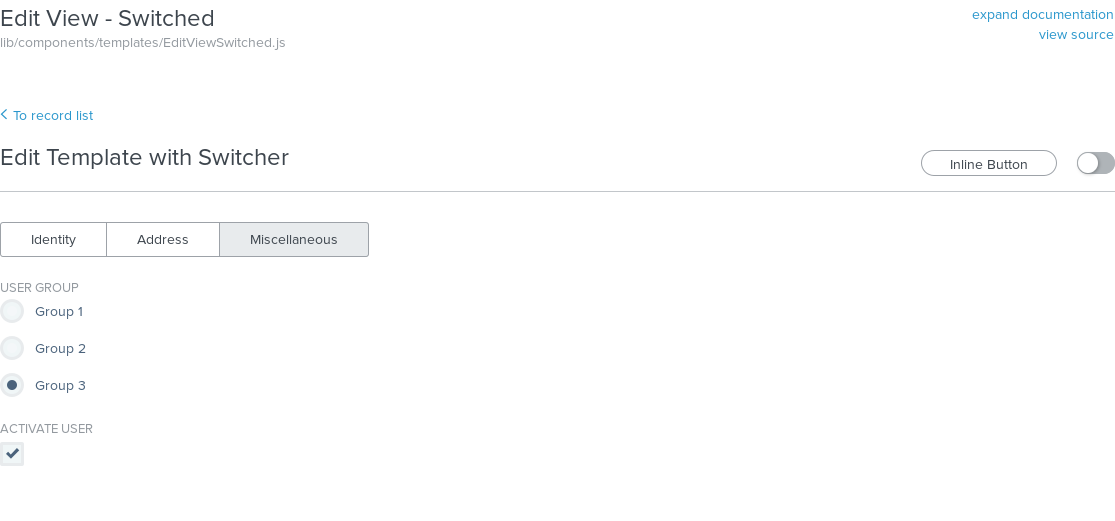 Edit View - Switched
expand documentation
lib/components/templates/EditViewSwitched.js
view source
To record list
Edit Template with Switcher
Inline Button
Identity
Address
Miscellaneous
USER GROUP
Group 1
Group 2
Group 3
ACTIVATE USER